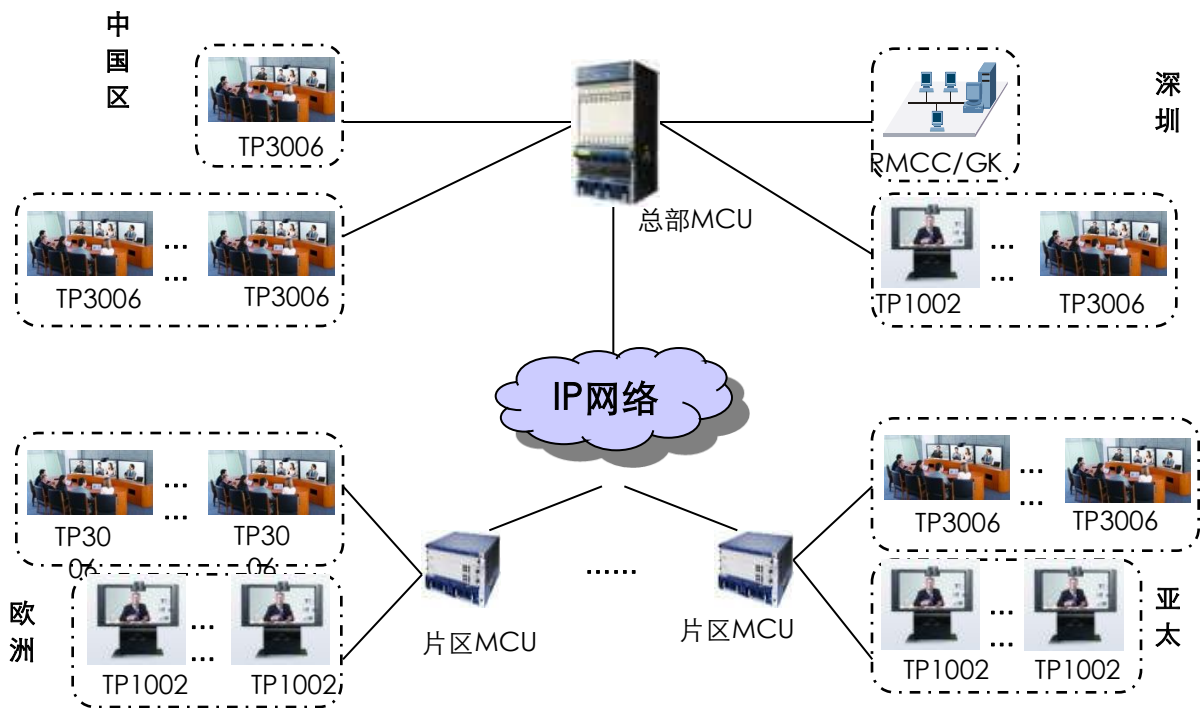 中
国
区
TP3006
TP3006
... ...
TP3006
总部MCU
RMCC/GK
深
圳
TP1002
... ...
TP3006
IP网络
TP30
06
... ...
TP30
06
欧
洲
TP1002
... ...
TP1002
片区MCU
......
片区MCU
TP3006
... ...
TP3006
亚
太
TP1002
... ...
TP1002